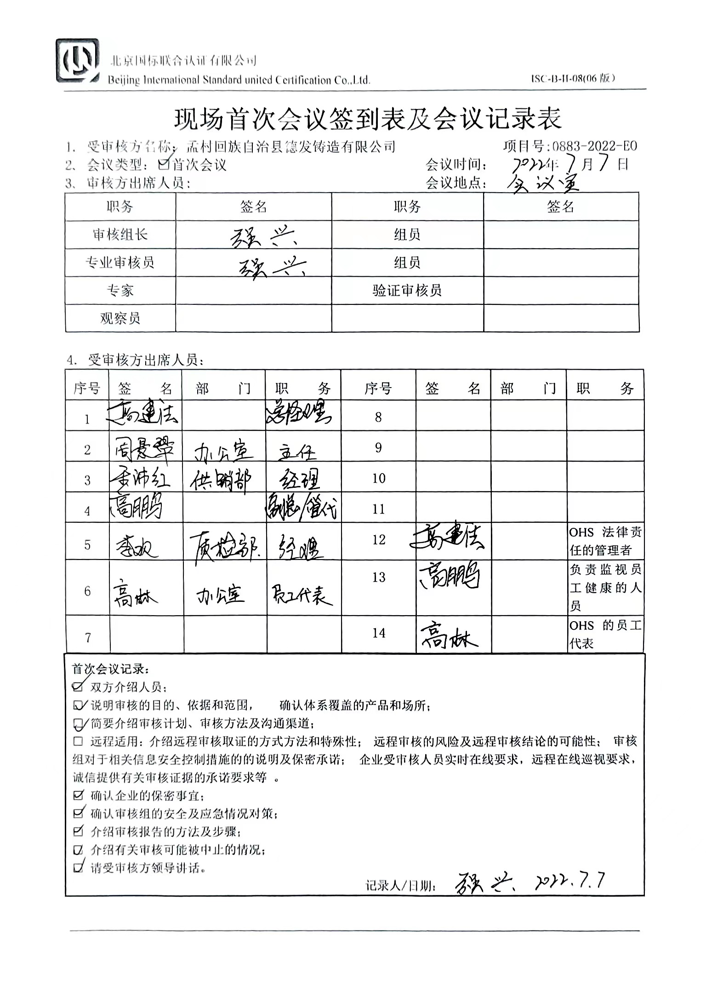 北京国标联合认证有限公司
Beijing International Standard united Certification Co.,Ltd.
ISC-B-II-08(06 版)
现场首次会议签到表及会议记录表
1. 受审核方名称: 孟村回族自治县德发铸造有限公司 项目号:0883-2022-EO
2、会议类型: ☑首次会议 会议时间: 2022年7月7日
3、审核方出席人员: 会议地点: 会议室
职务 签名 职务 签名
审核组长 强兴 组员
专业审核员 强兴 组员
专家 验证审核员
观察员
4. 受审核方出席人员:
序号 签 名 部 门 职 务 序号 签 名 部 门 职 务
1 高建法 总经理 8
2 周 办公室 主任 9
3 沛红 供销部 经理 10
4 高鹏 副总/管代 11
5 李欢 质检部 经理 12 高建法 OHS 法律责
任的管理者
6 高林 办公室 员工代表 13 高鹏 负责监视员
工健康的人
员
7 14 高林 OHS 的员工
代表
首次会议记录:
☑ 双方介绍人员;
☑ 说明审核的目的、依据和范围, 确认体系覆盖的产品和场所;
☑ 简要介绍审核计划、审核方法及沟通渠道;
□ 远程适用: 介绍远程审核取证的方式方法和特殊性; 远程审核的风险及远程审核结论的可能性; 审核
组对于相关信息安全控制措施的的说明及保密承诺; 企业受审核人员实时在线要求, 远程在线巡视要求,
诚信提供有关审核证据的承诺要求等 。
☑ 确认企业的保密事宜;
☑ 确认审核组的安全及应急情况对策;
☑ 介绍审核报告的方法及步骤;
☑ 介绍有关审核可能被中止的情况;
☑ 请受审核方领导讲话。
记录人/日期: 强兴 2022.7.7